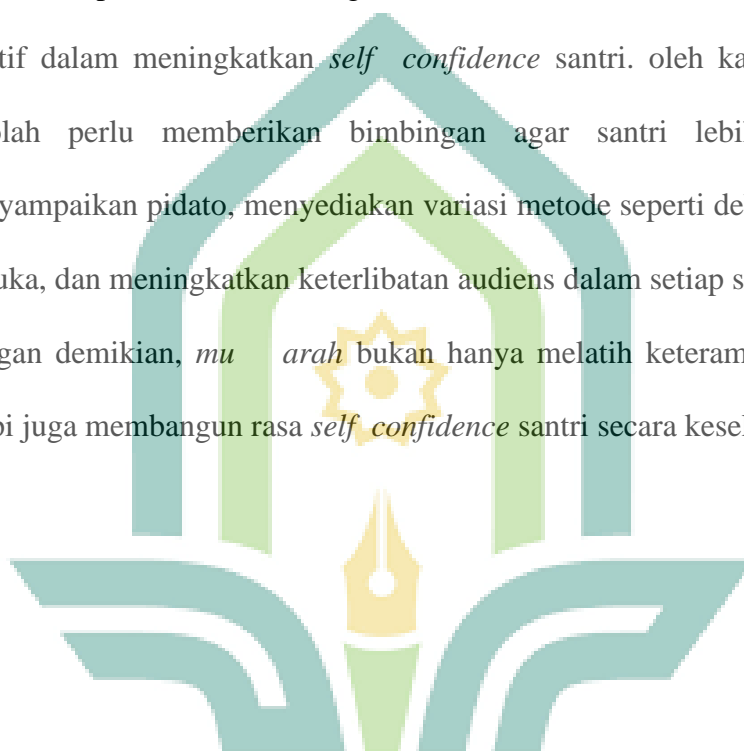 tif dalam meningkatkan self confidence santri. oleh ka
olah perlu memberikan bimbingan agar santri lebi
yampaikan pidato, menyediakan variasi metode seperti de
uka, dan meningkatkan keterlibatan audiens dalam setiap s
gan demikian, mu arah bukan hanya melatih keteram
pi juga membangun rasa self confidence santri secara kesel